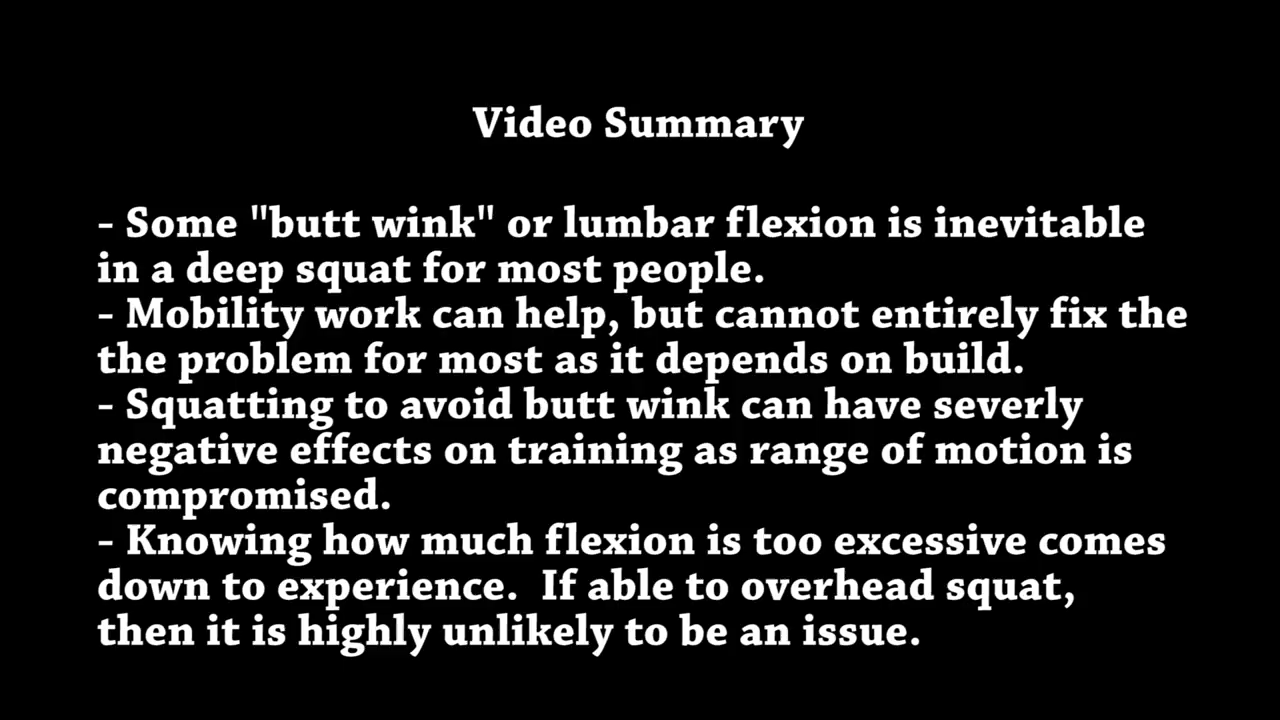 Video Summary
- Some "butt wink" or lumbar flexion is inevitable
in a deep squat for most people.
- Mobility work can help, but cannot entirely fix the
the problem for most as it depends on build.
- Squatting to avoid butt wink can have severly
negative effects on training as range of motion is
compromised.
- Knowing how much flexion is too excessive comes
down to experience.  If able to overhead squat,
then it is highly unlikely to be an issue.